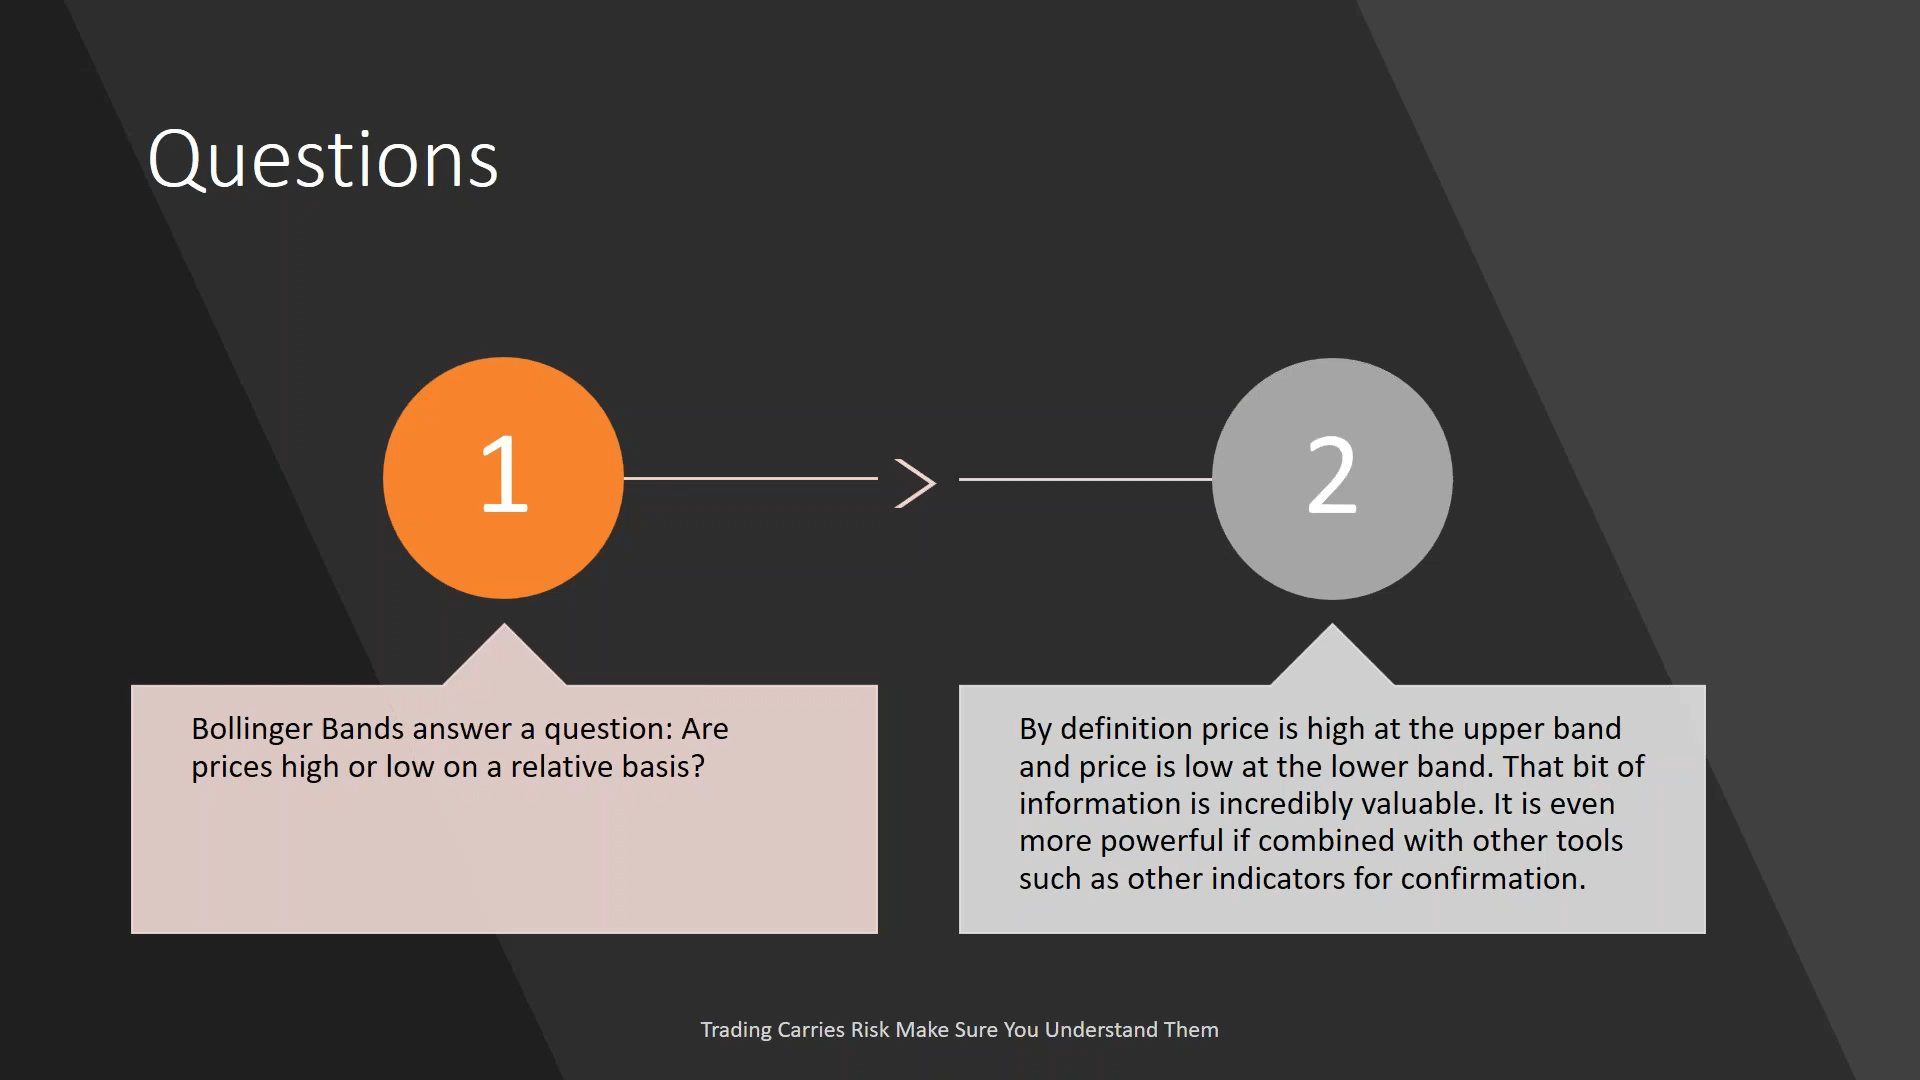 Questions
1
2
Bollinger Bands answer a question: Are
prices high or low on a relative basis?
By definition price is high at the upper band
and price is low at the lower band. That bit of
information is incredibly valuable. It is even
more powerful if combined with other tools
such as other indicators for confirmation.
Trading Carries Risk Make Sure You Understand Them